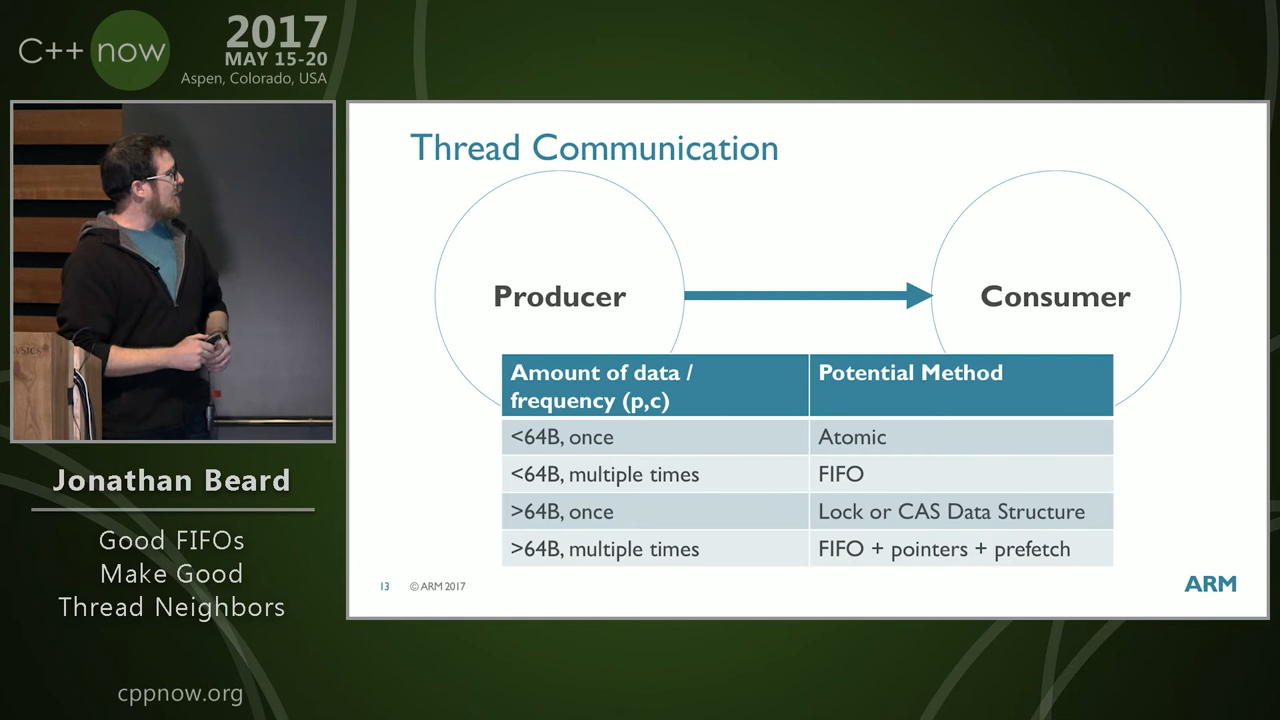 C++ now
2017
MAY 15-20
Aspen, Colorado, USA
Thread Communication
Producer
Consumer
Amount of data /
frequency (p,c)
Potential Method
<64B, once
Atomic
<64B, multiple times
FIFO
>64B, once
Lock or CAS Data Structure
>64B, multiple times
FIFO + pointers + prefetch
13 © ARM 2017
ARM
Jonathan Beard
Good FIFOs
Make Good
Thread Neighbors
cppnow.org